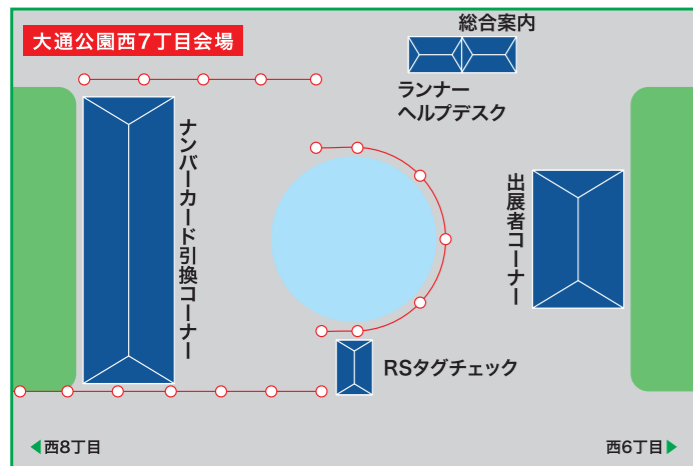 大通公園西7丁目会場
総合案内
ランナー
ヘルプデスク
ナンバーカード引換コーナー
出展者コーナー
RSタグチェック
◀西8丁目
西6丁目▶